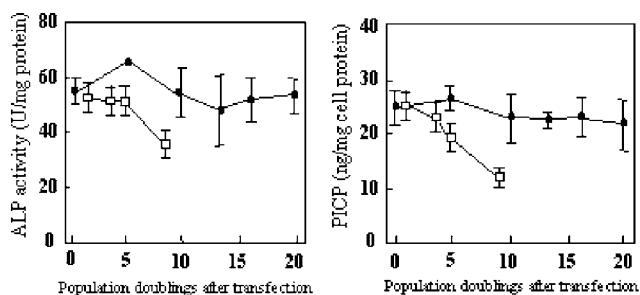 ALP activity (U/mg protein)
80
60
40
20
0
0 5 10 15 20
Population doublings after transfection
PICP (ng/mg cell protein)
40
30
20
10
0
0 5 10 15 20
Population doublings after transfection